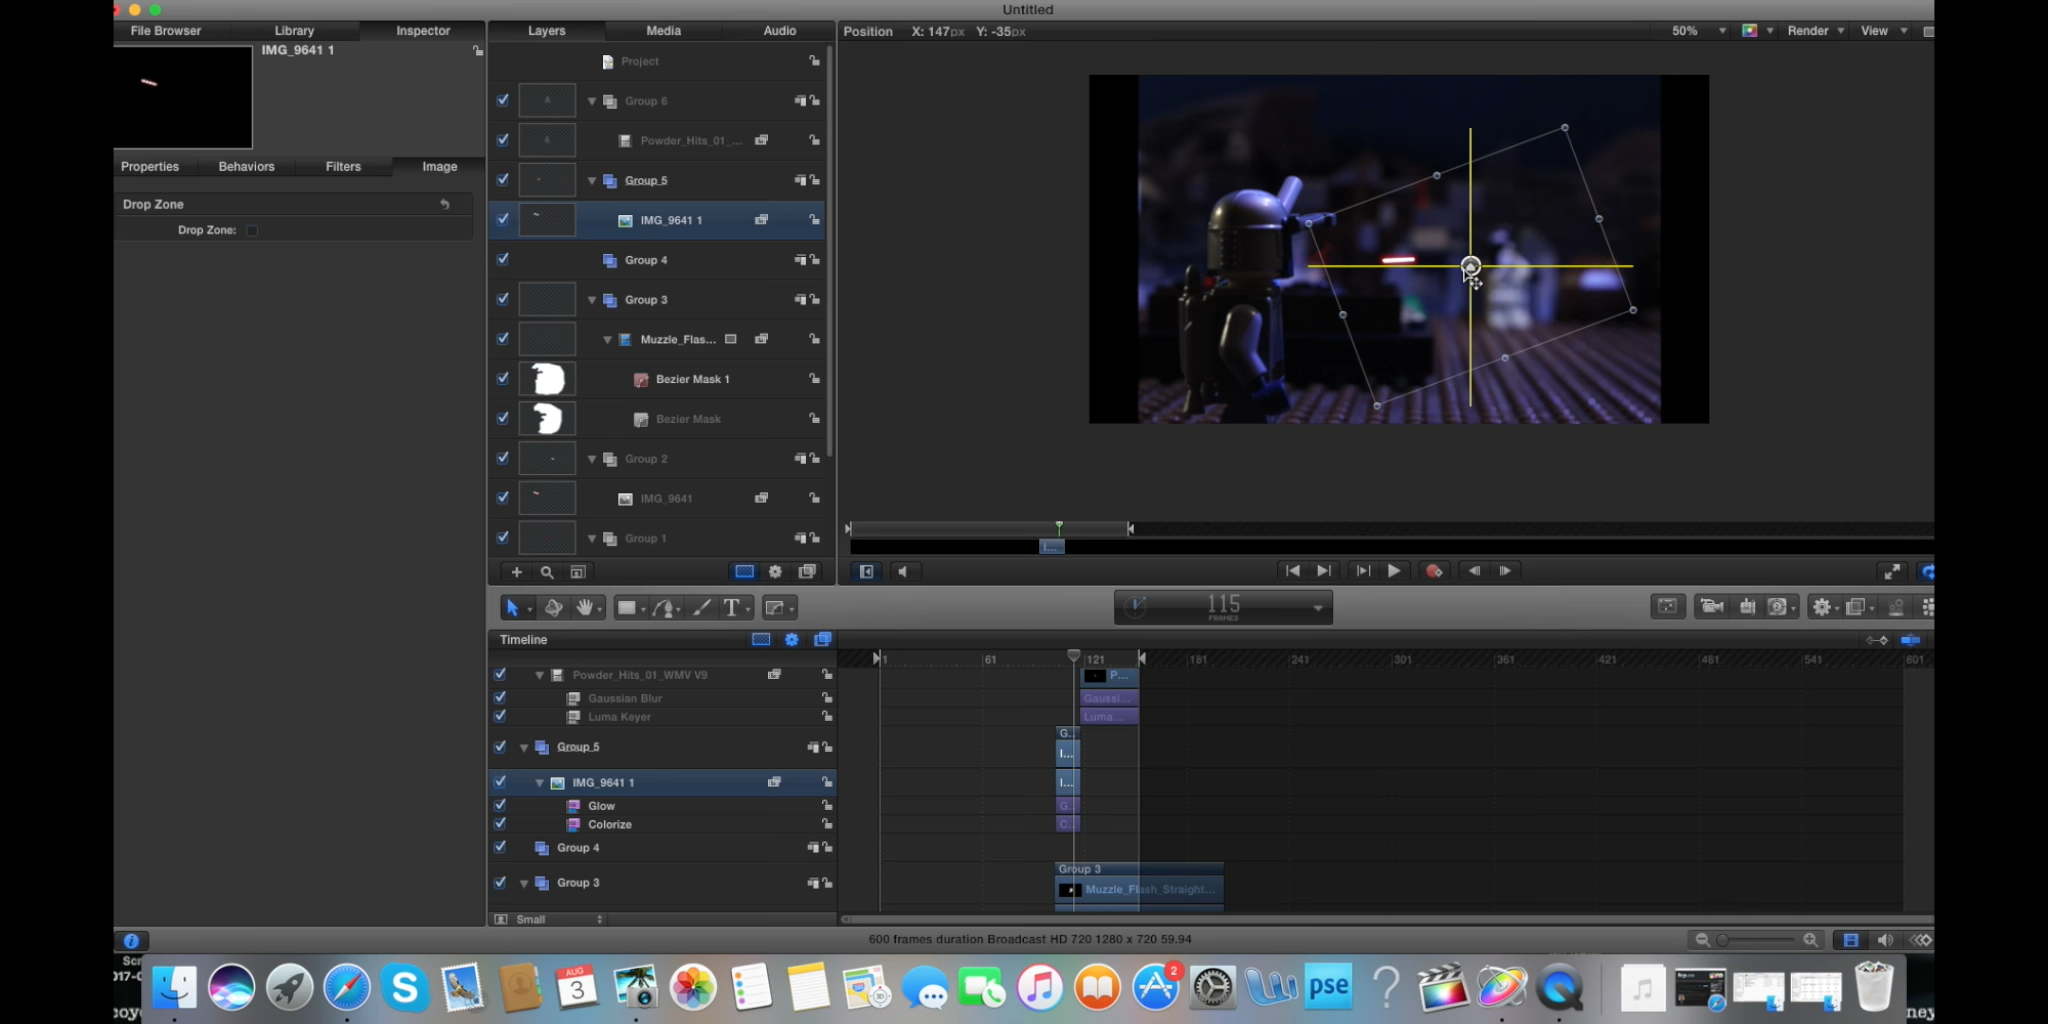 Untitled
File Browser
Library
Inspector
Layers
Media
Audio
Position X: 147px Y: -35px
50%
Render
View
IMG_9641 1
Project
Group 6
Powder_Hits_01_...
Properties
Behaviors
Filters
Image
Group 5
Drop Zone
IMG_9641 1
Drop Zone:
Group 4
Group 3
Muzzle_Flas...
Bezier Mask 1
Bezier Mask
Group 2
IMG_9641
Group 1
I...
T
115
FRAMES
Timeline
1
61
121
181
241
301
361
421
481
541
601
Powder_Hits_01_WMV V9
P...
Gaussian Blur
Gaussi...
Luma Keyer
Luma...
G..
Group 5
I...
IMG_9641 1
I...
Glow
G.
Colorize
C.
Group 4
Group 3
Group 3
Muzzle_Flash_Straight...
Small
600 frames duration Broadcast HD 720 1280 x 720 59.94
Scr
AUG
3
2
pse
?